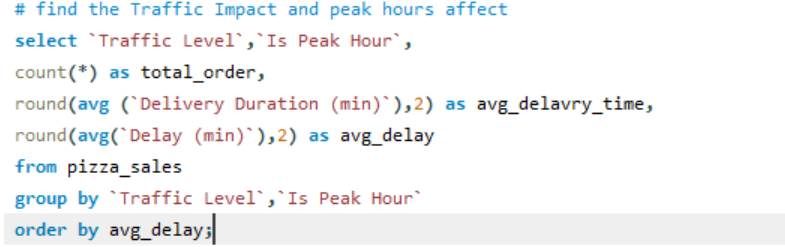 # find the Traffic Impact and peak hours affect
select `Traffic Level`,`Is Peak Hour`,
count(*) as total_order,
round(avg (`Delivery Duration (min)`),2) as avg_delavry_time,
round(avg(`Delay (min)`),2) as avg_delay
from pizza_sales
group by `Traffic Level`,`Is Peak Hour`
order by avg_delay;